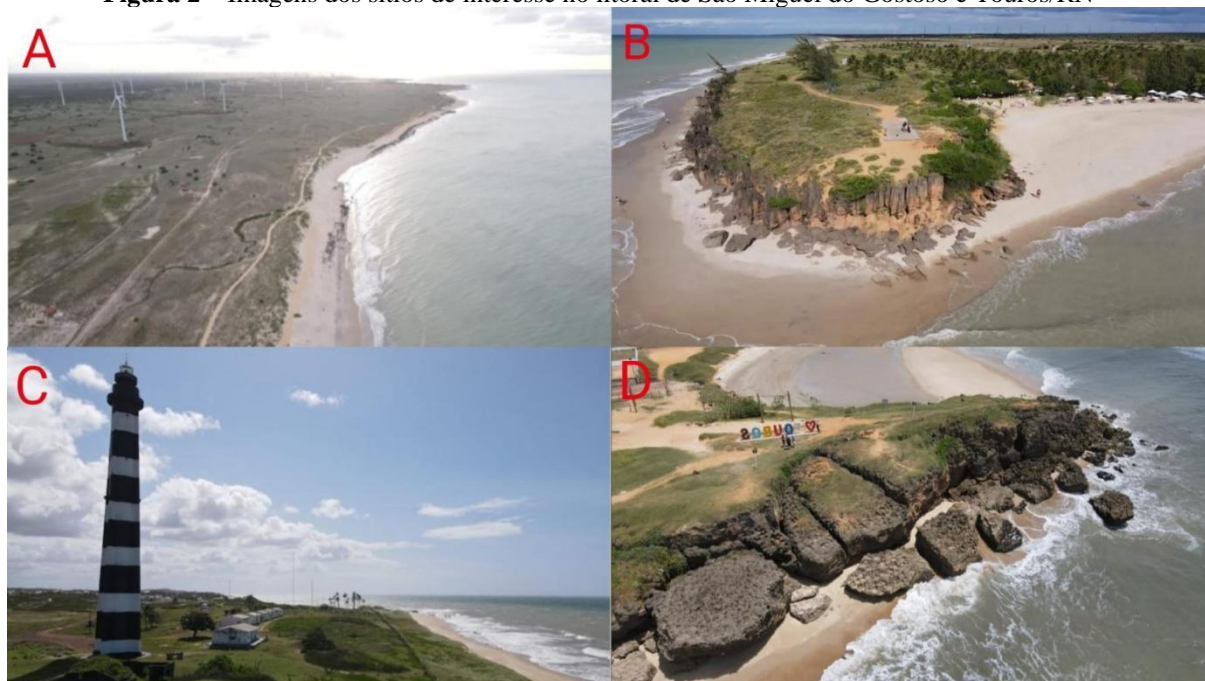 Figura 2 – Imagens dos sítios de interesse no litoral de São Miguel do Gostoso e Touros/RN
A
B
C
D